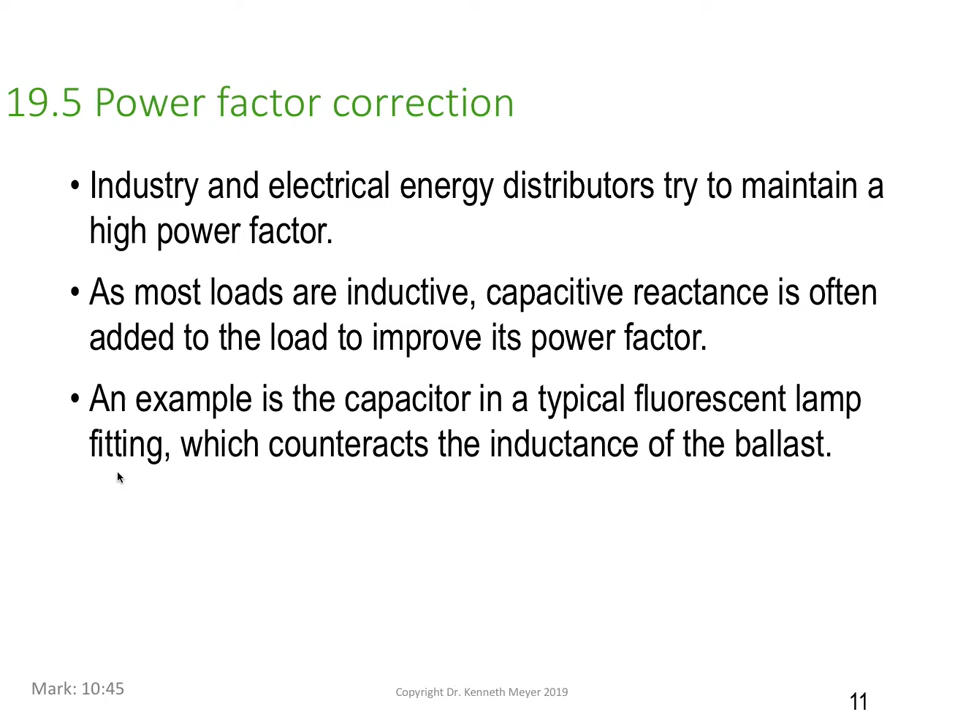 19.5 Power factor correction
• Industry and electrical energy distributors try to maintain a
high power factor.
• As most loads are inductive, capacitive reactance is often
added to the load to improve its power factor.
• An example is the capacitor in a typical fluorescent lamp
fitting, which counteracts the inductance of the ballast.
Mark: 10:45
Copyright Dr. Kenneth Meyer 2019
11